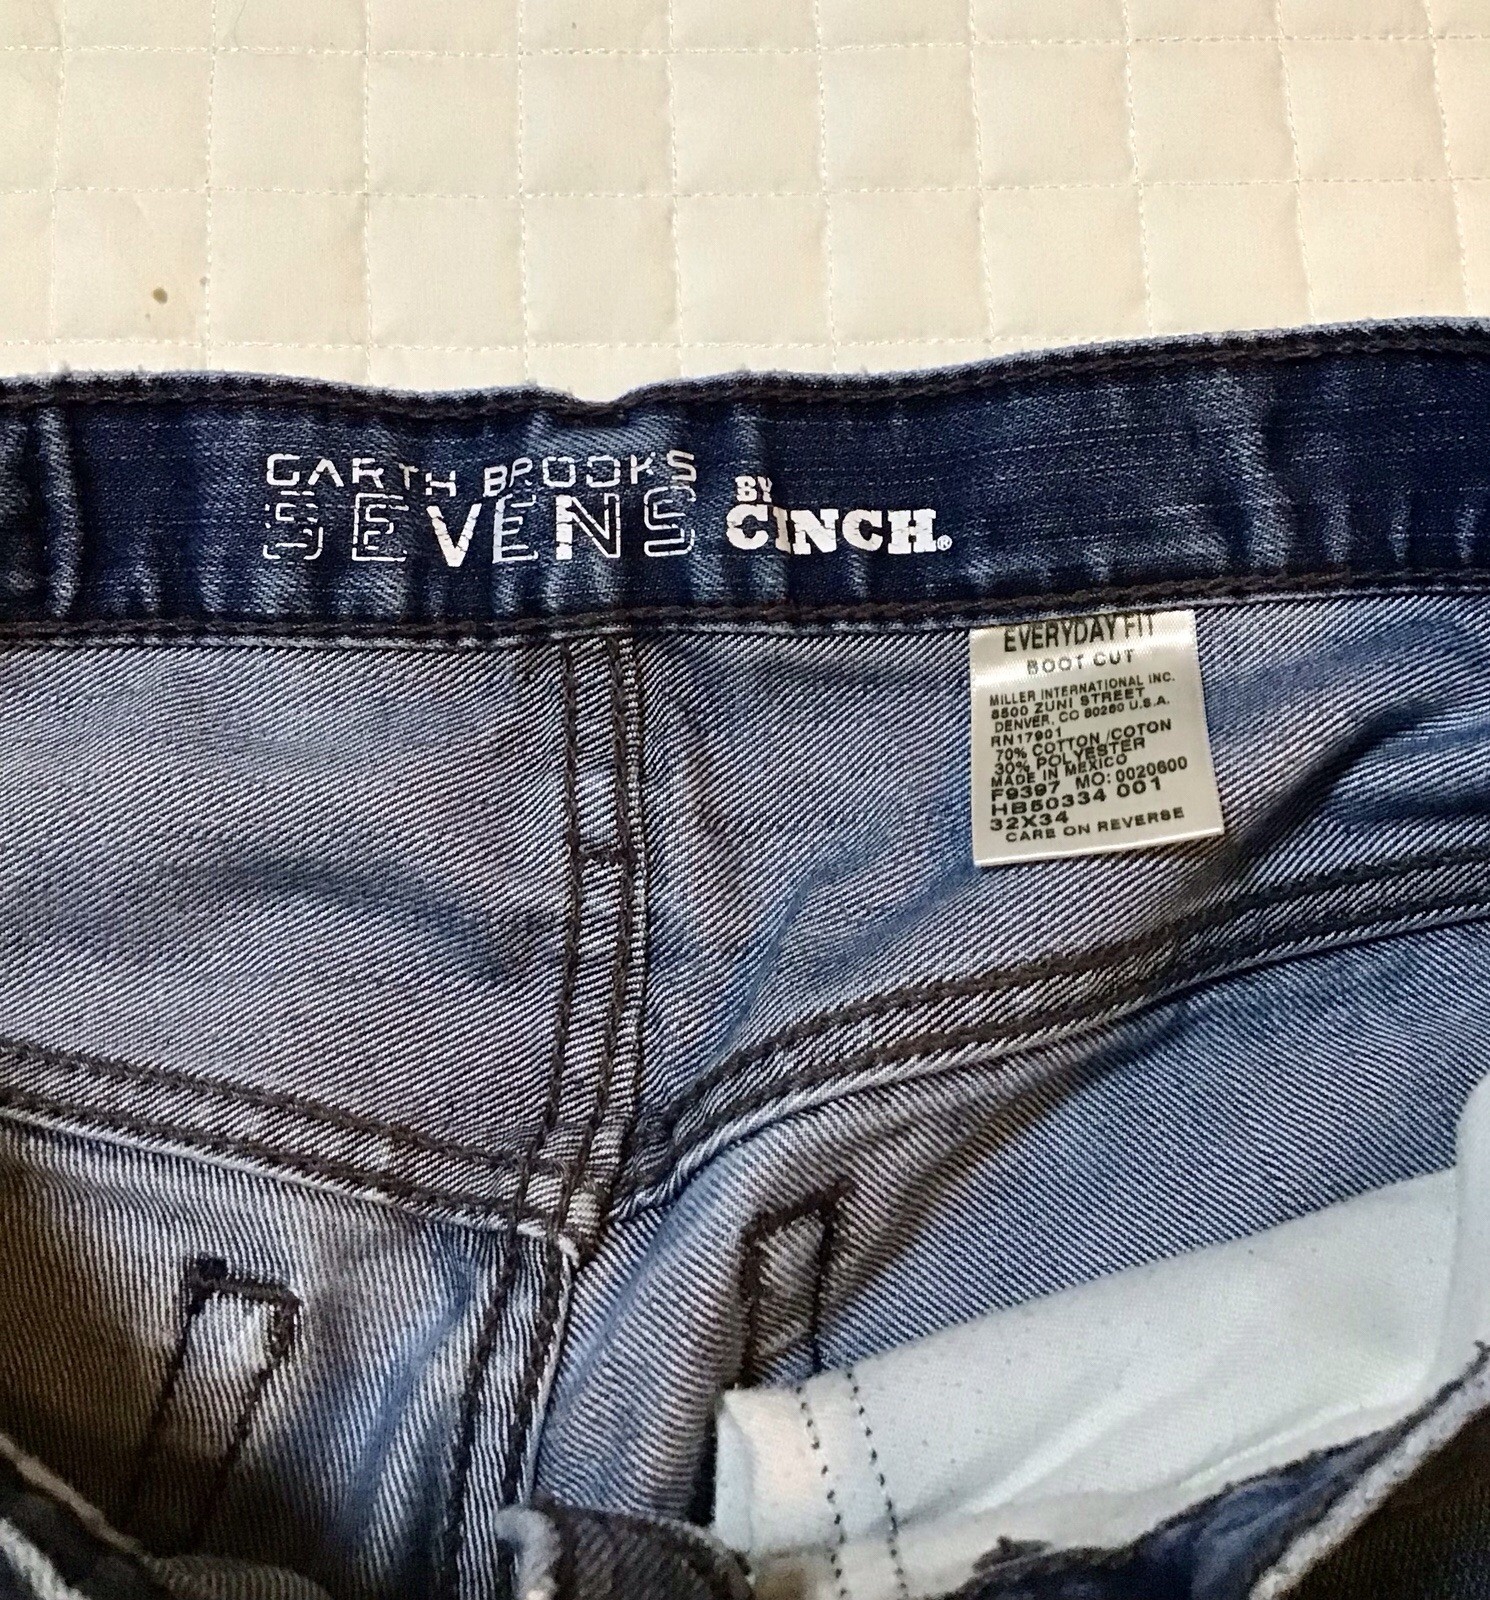 GARTH BROOKS
SEVENS
BY
CINCH®
EVERYDAY FIT
BOOT CUT
MILLER INTERNATIONAL INC.
8500 ZUNI STREET
DENVER, CO 80260 U.S.A.
RN17901
70% COTTON /COTON
30% POLYESTER
MADE IN MEXICO
F9397 MO: 0020600
HB50334 001
32X34
CARE ON REVERSE